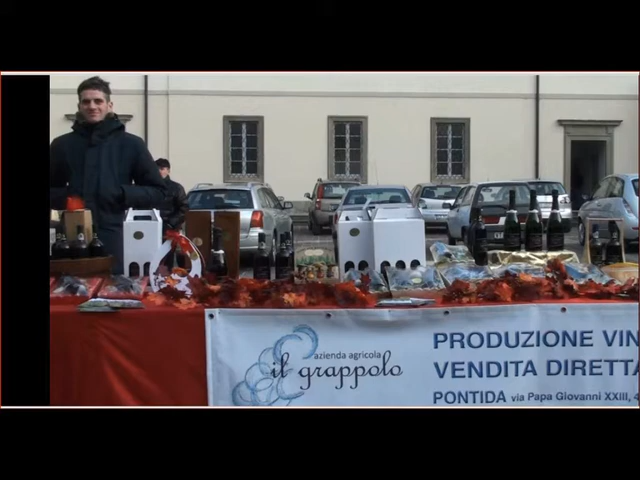 azienda agricola
il grappolo
PRODUZIONE VIN
VENDITA DIRETTA
PONTIDA via Papa Giovanni XXIII, 4